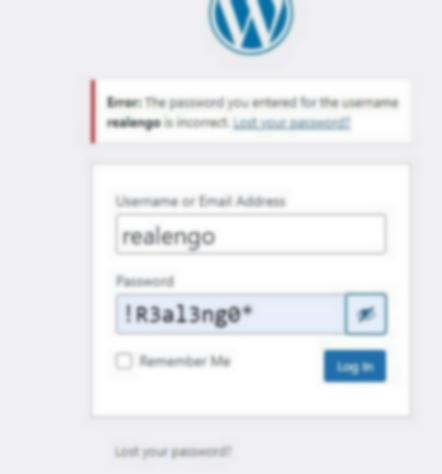 Error: The password you entered for the username
realengo is incorrect. Lost your password?
Username or Email Address
realengo
Password
!R3al3ng0*
Remember Me
Log In
Lost your password?